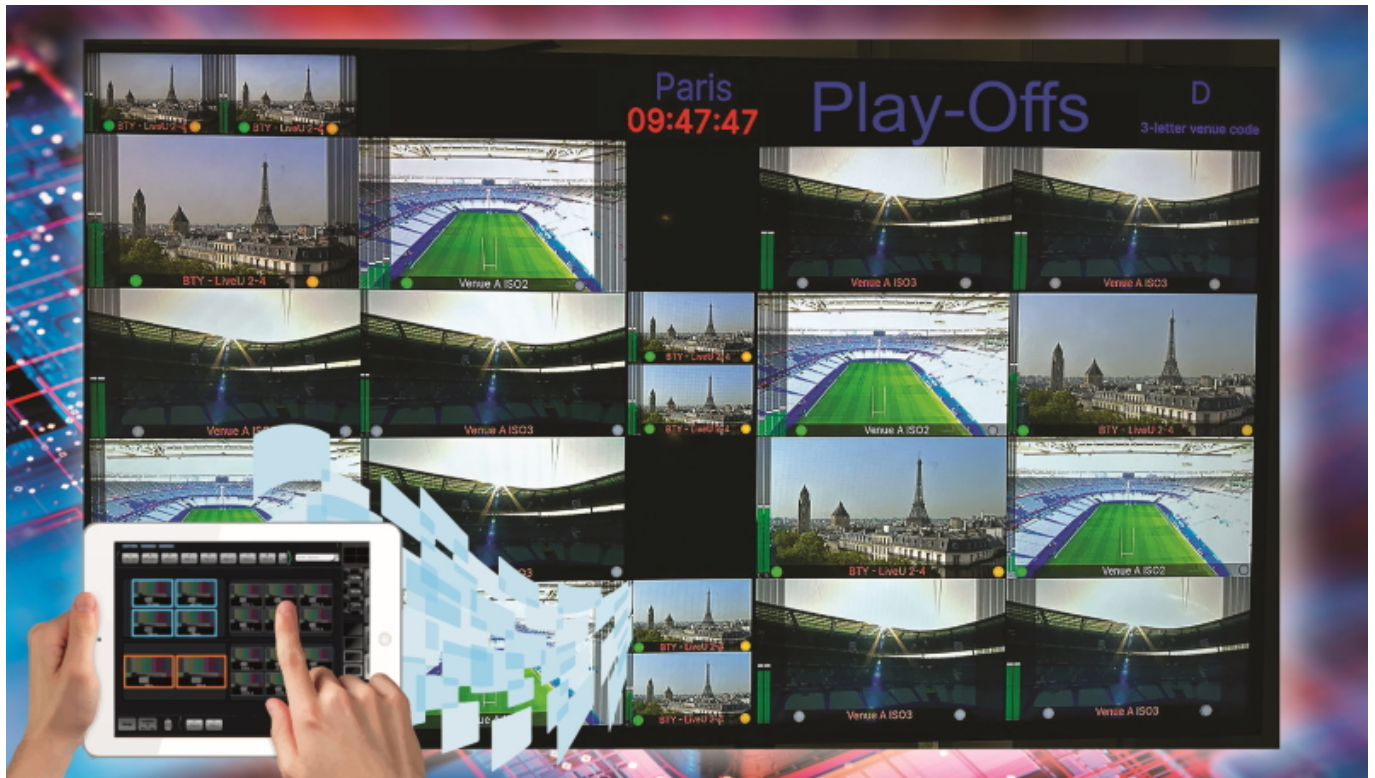 Paris
09:47:47
Play-Offs
D
3-letter venue code
BTY - LiveU 2-4
BTY - LiveU 2-4
BTY - LiveU 2-4
Venue A ISO2
Venue A ISO3
Venue A ISO3
BTY - LiveU 2-4
BTY - LiveU 2-4
Venue A
Venue A ISO3
Venue A ISO2
BTY - LiveU 2-4
BTY - LiveU 2-4
Venue A ISO2
BTY - LiveU 2-4
BTY - LiveU 2-4
Venue A ISO3
Venue A ISO3